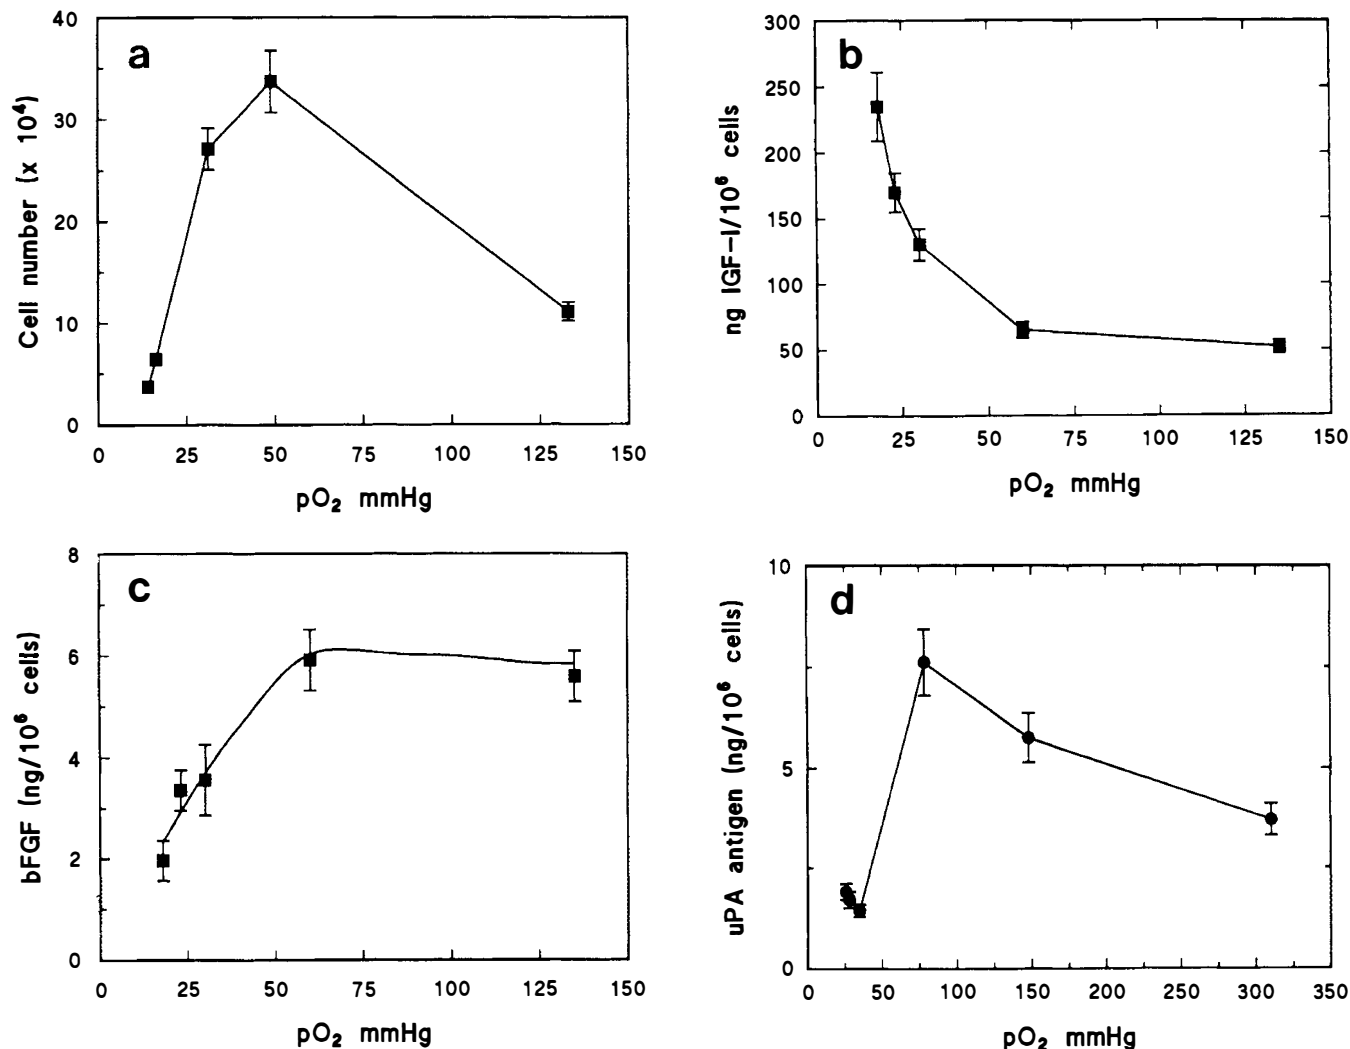 a
Cell number (x 10⁴)
40
30
20
10
0
0 25 50 75 100 125 150
pO₂ mmHg
b
ng IGF-I/10⁶ cells
300
250
200
150
100
50
0
0 25 50 75 100 125 150
pO₂ mmHg
c
bFGF (ng/10⁶ cells)
8
6
4
2
0
0 25 50 75 100 125 150
pO₂ mmHg
d
uPA antigen (ng/10⁶ cells)
10
5
0
0 50 100 150 200 250 300 350
pO₂ mmHg